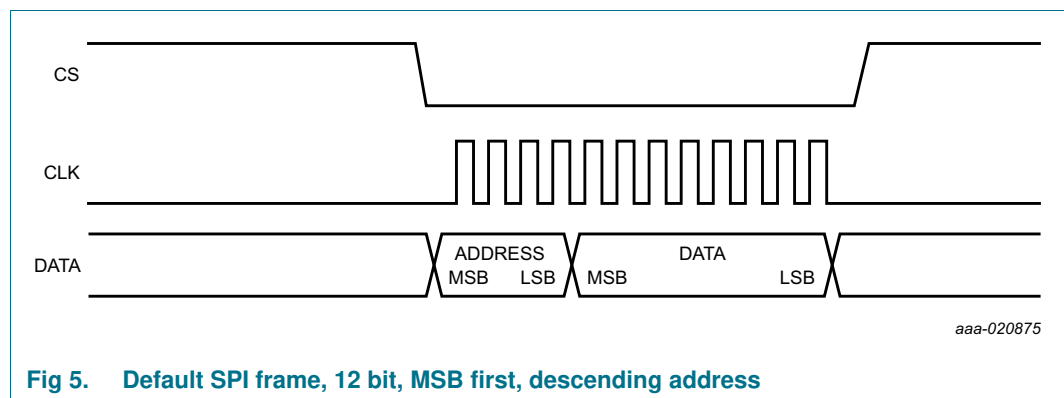 CS
CLK
DATA
ADDRESS DATA
MSB LSB MSB LSB
aaa-020875
Fig 5. Default SPI frame, 12 bit, MSB first, descending address